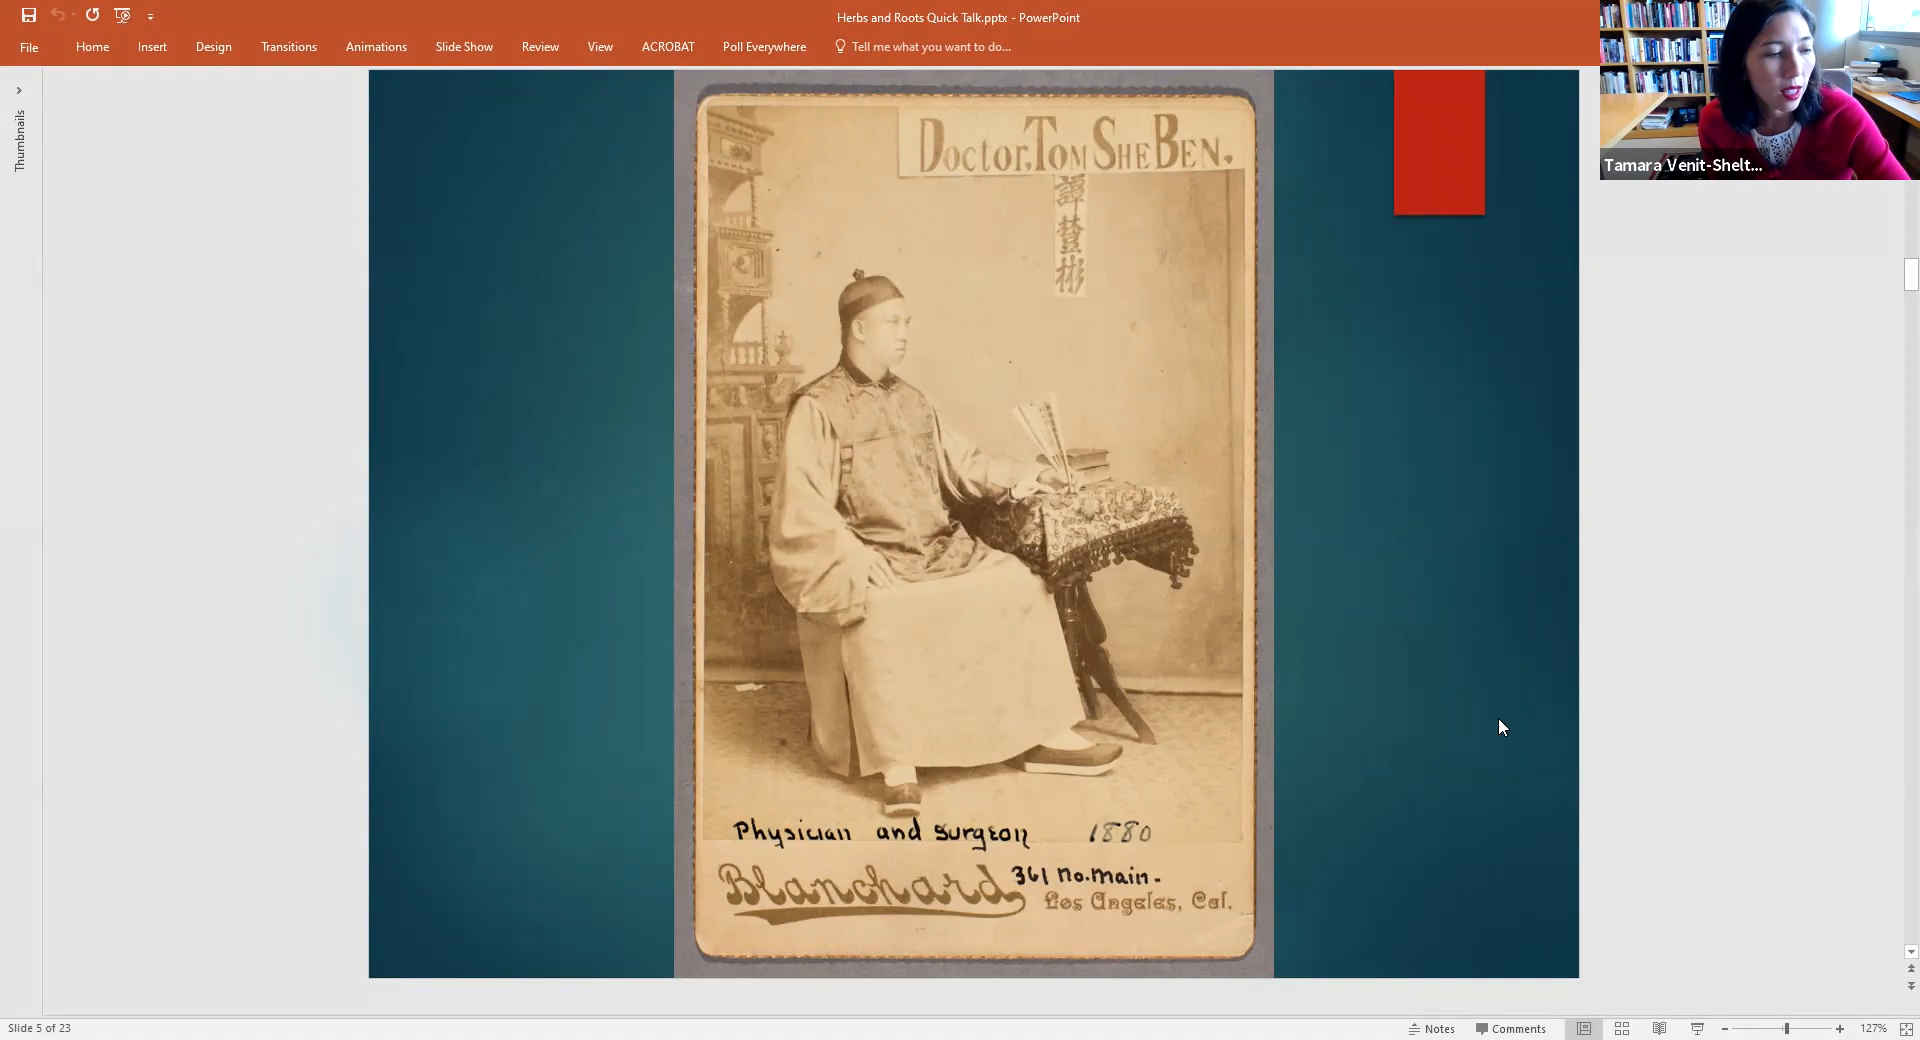 Herbs and Roots Quick Talk.pptx - PowerPoint
File Home Insert Design Transitions Animations Slide Show Review View ACROBAT Poll Everywhere Tell me what you want to do...
Thumbnails
Tamara Venit-Shelt...
Doctor, Tom She Ben.
譚
彬
Physician and Surgeon 1880
Blanchard 361 No. Main.
Los Angeles, Cal.
Slide 5 of 23 Notes Comments 127%